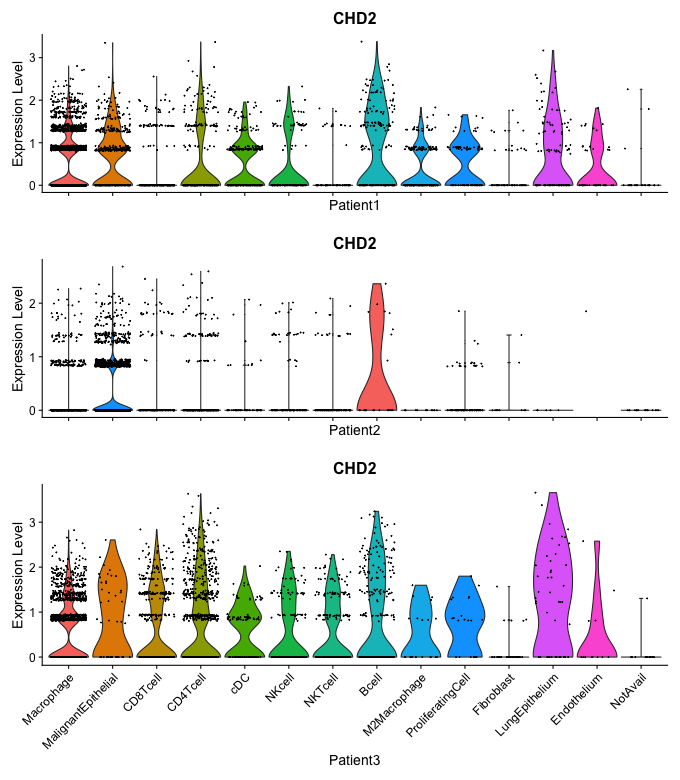 CHD2
Expression Level
3
2
1
0
Patient1
CHD2
Expression Level
2
1
0
Patient2
CHD2
Expression Level
3
2
1
0
Macrophage
MalignantEpithelial
CD8Tcell
CD4Tcell
cDC
NKcell
NKTcell
Bcell
M2Macrophage
ProliferatingCell
Fibroblast
LungEpithelium
Endothelium
NotAvail
Patient3